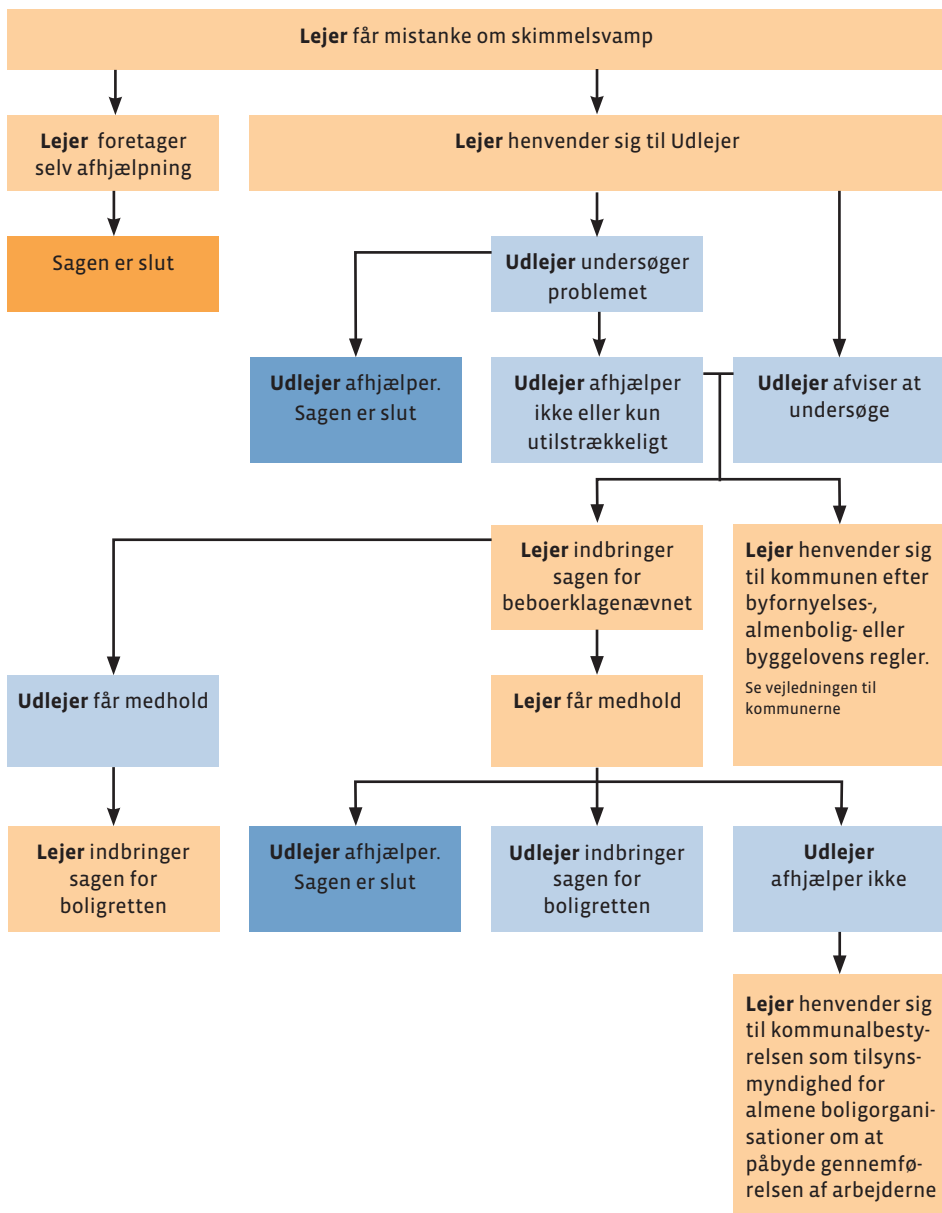 Lejer får mistanke om skimmelsvamp
Lejer foretager
selv afhjælpning
Lejer henvender sig til Udlejer
Sagen er slut
Udlejer undersøger
problemet
Udlejer afhjælper.
Sagen er slut
Udlejer afhjælper
ikke eller kun
utilstrækkeligt
Udlejer afviser at
undersøge
Lejer indbringer
sagen for
beboerklagenævnet
Lejer henvender sig
til kommunen efter
byfornyelses-,
almenbolig- eller
byggelovens regler.
Se vejledningen til
kommunerne
Udlejer får medhold
Lejer får medhold
Lejer indbringer
sagen for
boligretten
Udlejer afhjælper.
Sagen er slut
Udlejer indbringer
sagen for
boligretten
Udlejer
afhjælper ikke
Lejer henvender sig
til kommunalbesty-
relsen som tilsyns-
myndighed for
almene boligorgani-
sationer om at
påbyde gennemfø-
relsen af arbejderne